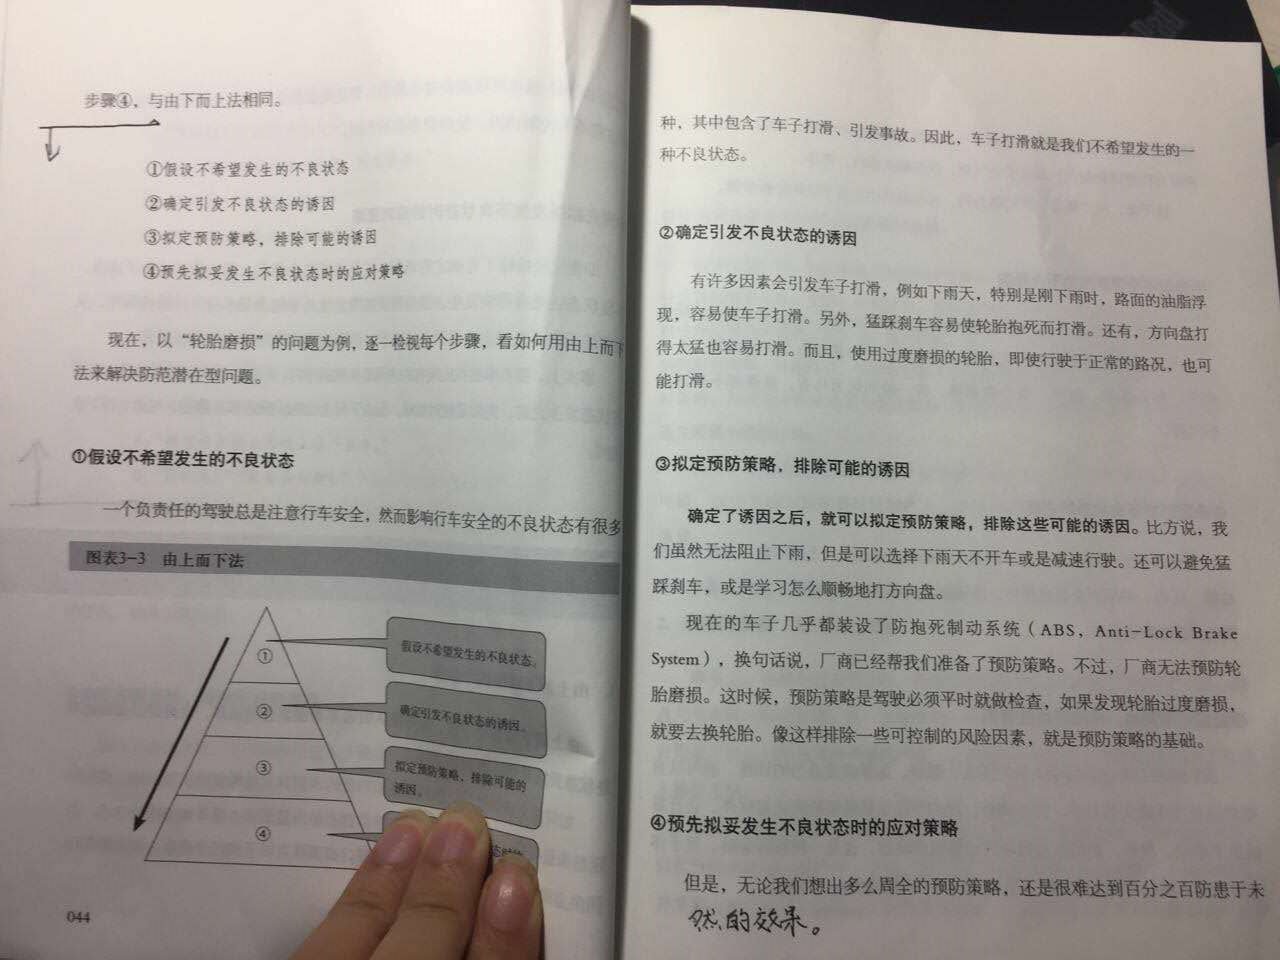 步骤④，与由下而上法相同。
①假设不希望发生的不良状态
②确定引发不良状态的诱因
③拟定预防策略，排除可能的诱因
④预先拟妥发生不良状态时的应对策略
现在，以“轮胎磨损”的问题为例，逐一检视每个步骤，看如何用由上而下
法来解决防范潜在型问题。
①假设不希望发生的不良状态
一个负责任的驾驶总是注意行车安全，然而影响行车安全的不良状态有很多
图表3-3 由上而下法
①
假设不希望发生的不良状态。
②
确定引发不良状态的诱因。
③
拟定预防策略、排除可能的
诱因。
④
态时的
044
种，其中包含了车子打滑、引发事故。因此，车子打滑就是我们不希望发生的一
种不良状态。
②确定引发不良状态的诱因
有许多因素会引发车子打滑，例如下雨天，特别是刚下雨时，路面的油脂浮
现，容易使车子打滑。另外，猛踩刹车容易使轮胎抱死而打滑。还有，方向盘打
得太猛也容易打滑。而且，使用过度磨损的轮胎，即使行驶于正常的路况，也可
能打滑。
③拟定预防策略，排除可能的诱因
确定了诱因之后，就可以拟定预防策略，排除这些可能的诱因。比方说，我
们虽然无法阻止下雨，但是可以选择下雨天不开车或是减速行驶。还可以避免猛
踩刹车，或是学习怎么顺畅地打方向盘。
现在的车子几乎都装设了防抱死制动系统（ABS，Anti-Lock Brake
System），换句话说，厂商已经帮我们准备了预防策略。不过，厂商无法预防轮
胎磨损。这时候，预防策略是驾驶必须平时就做检查，如果发现轮胎过度磨损，
就要去换轮胎。像这样排除一些可控制的风险因素，就是预防策略的基础。
④预先拟妥发生不良状态时的应对策略
但是，无论我们想出多么周全的预防策略，还是很难达到百分之百防患于未
然的效果。